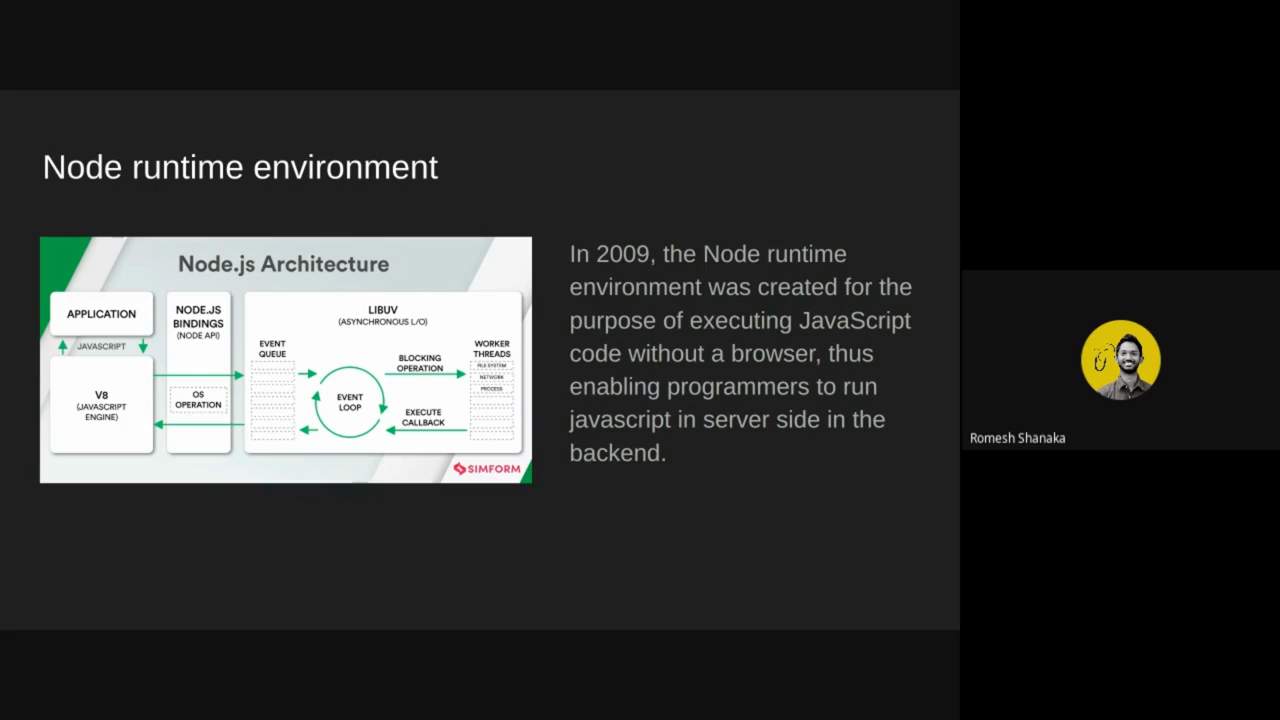 Node runtime environment
Node.js Architecture
APPLICATION
JAVASCRIPT
V8
(JAVASCRIPT
ENGINE)
NODE.JS
BINDINGS
(NODE API)
OS
OPERATION
LIBUV
(ASYNCHRONOUS L/O)
EVENT
QUEUE
EVENT
LOOP
BLOCKING
OPERATION
EXECUTE
CALLBACK
WORKER
THREADS
FILE SYSTEM
NETWORK
PROCESS
SIMFORM
In 2009, the Node runtime
environment was created for the
purpose of executing JavaScript
code without a browser, thus
enabling programmers to run
javascript in server side in the
backend.
Romesh Shanaka